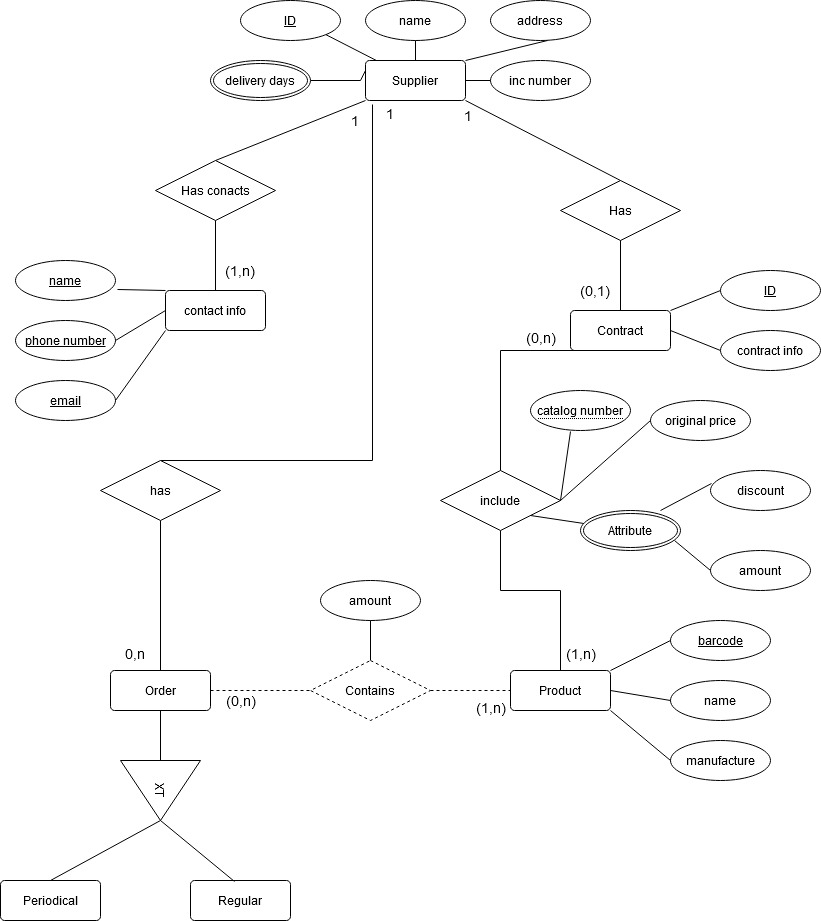 ID
name
address
delivery days
Supplier
inc number
1
1
1
Has conacts
Has
(1,n)
name
(0,1)
ID
contact info
Contract
phone number
(0,n)
contract info
email
catalog number
original price
has
include
discount
Attribute
amount
amount
0,n
(1,n)
barcode
Order
Contains
Product
(0,n)
(1,n)
name
manufacture
XT
Periodical
Regular